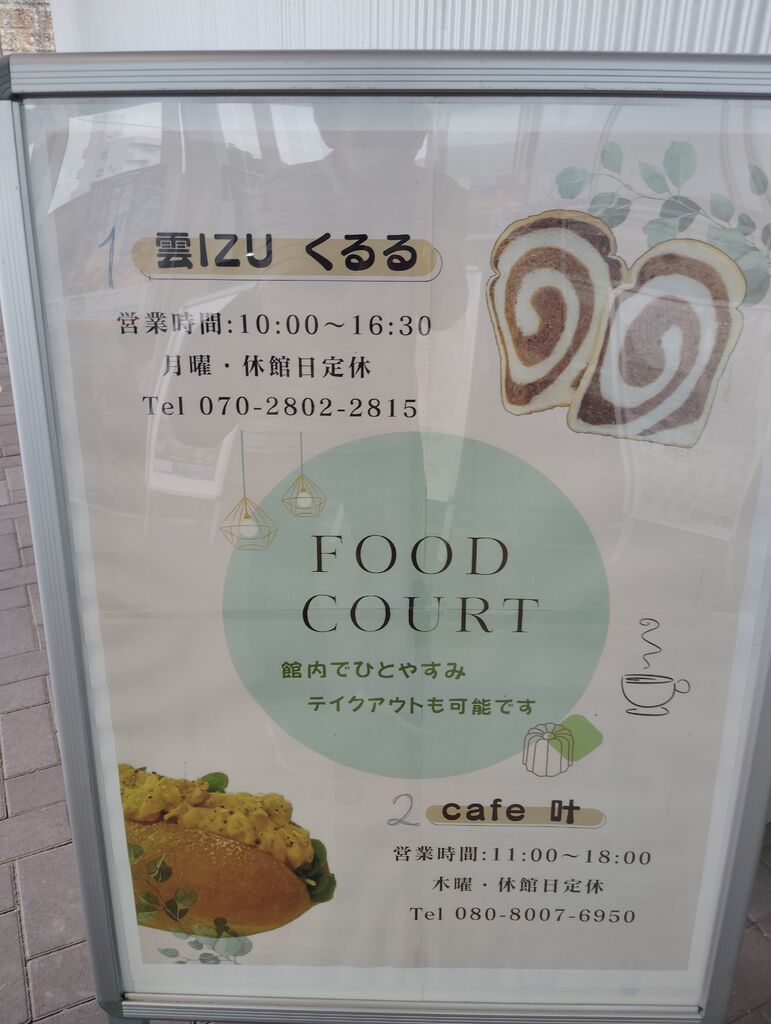 1 雲IZU くるる
営業時間:10:00〜16:30
月曜・休館日定休
Tel 070-2802-2815
FOOD
COURT
館内でひとやすみ
テイクアウトも可能です
2 cafe 叶
営業時間:11:00〜18:00
木曜・休館日定休
Tel 080-8007-6950